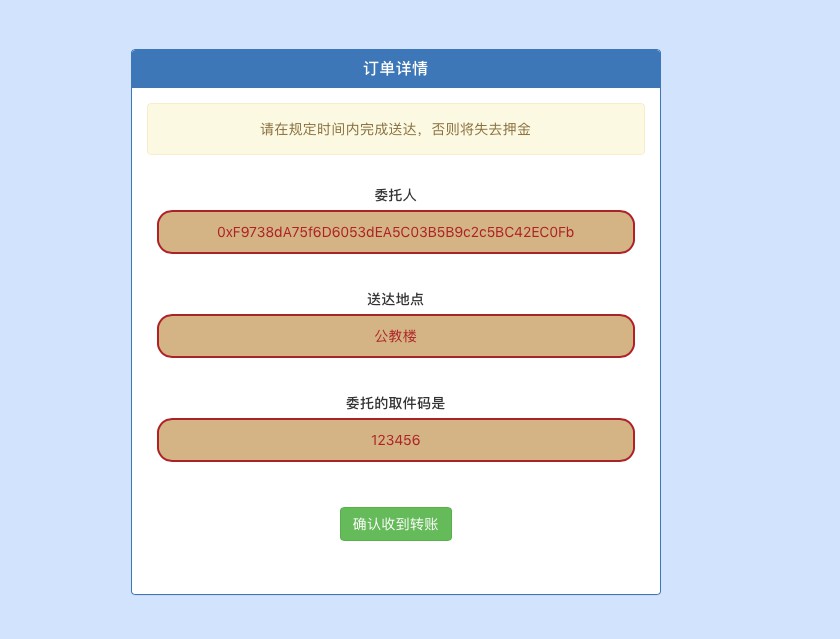 订单详情
请在规定时间内完成送达，否则将失去押金
委托人
0xF9738dA75f6D6053dEA5C03B5B9c2c5BC42EC0Fb
送达地点
公教楼
委托的取件码是
123456
确认收到转账